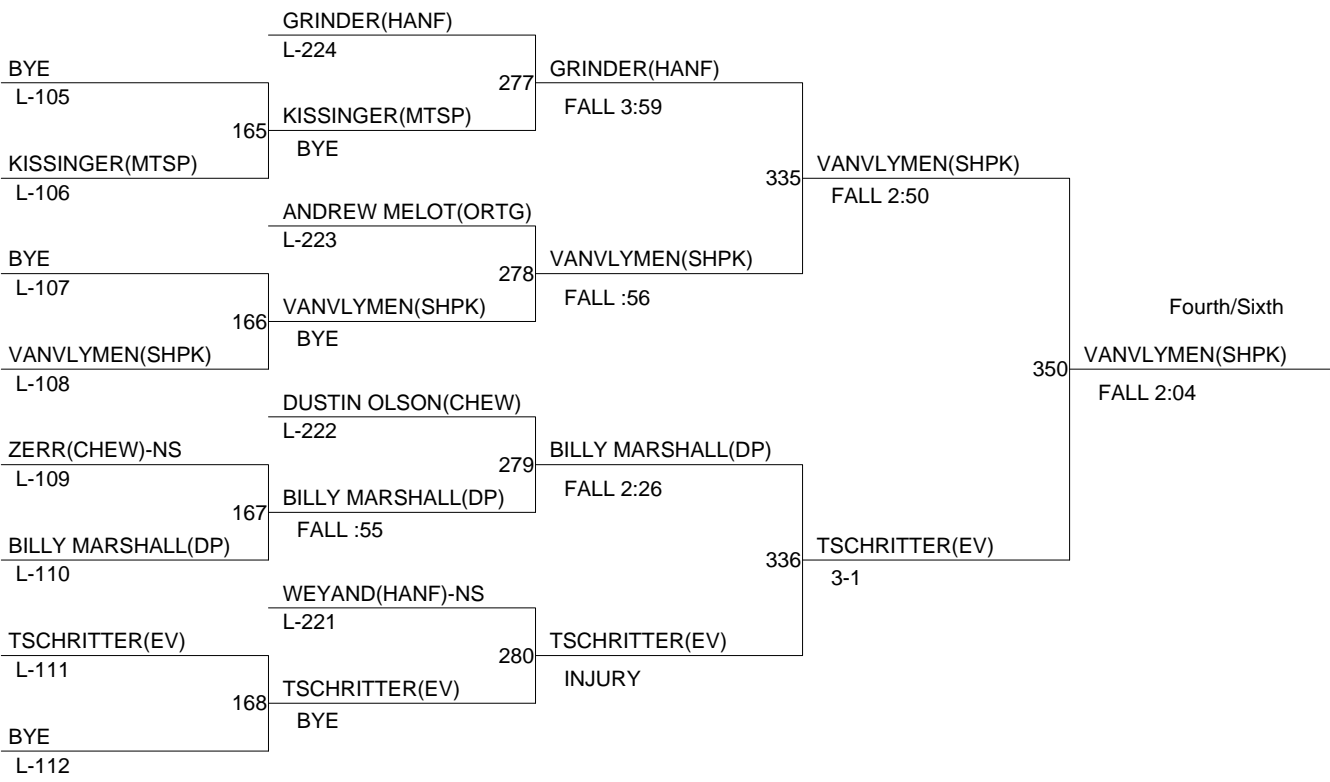 GRINDER(HANF)
L-224
BYE
L-105
277
GRINDER(HANF)
FALL 3:59
165
KISSINGER(MTSP)
BYE
KISSINGER(MTSP)
L-106
335
VANVLYMEN(SHPK)
FALL 2:50
ANDREW MELOT(ORTG)
L-223
BYE
L-107
278
VANVLYMEN(SHPK)
FALL :56
166
VANVLYMEN(SHPK)
BYE
Fourth/Sixth
VANVLYMEN(SHPK)
L-108
350
VANVLYMEN(SHPK)
FALL 2:04
DUSTIN OLSON(CHEW)
L-222
ZERR(CHEW)-NS
L-109
279
BILLY MARSHALL(DP)
FALL 2:26
167
BILLY MARSHALL(DP)
FALL :55
BILLY MARSHALL(DP)
L-110
336
TSCHRITTER(EV)
3-1
WEYAND(HANF)-NS
L-221
TSCHRITTER(EV)
L-111
280
TSCHRITTER(EV)
INJURY
168
TSCHRITTER(EV)
BYE
BYE
L-112